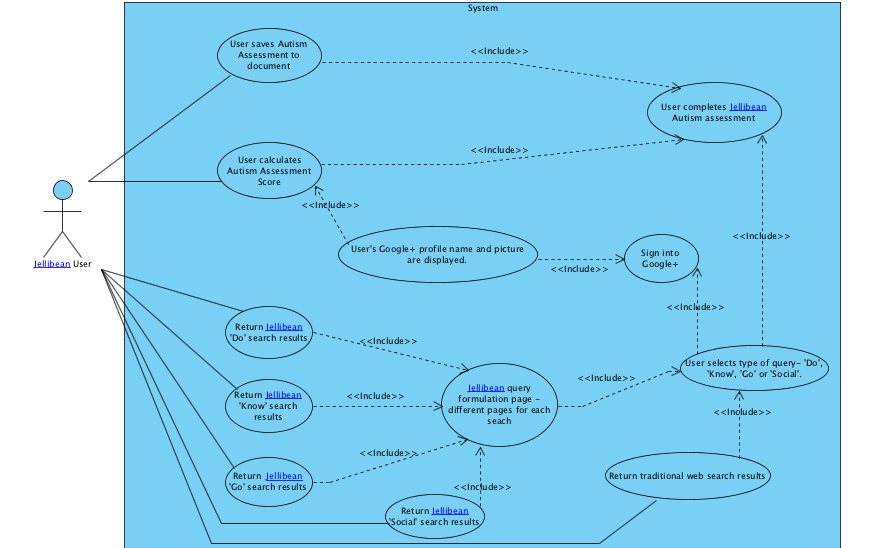 System
User saves Autism
Assessment to
document
<<Include>>
User completes Jellibean
Autism assessment
<<Include>>
User calculates
Autism Assessment
Score
<<Include>>
<<Include>>
User's Google+ profile name and picture
are displayed.
Sign into
Google+
<<Include>>
Jellibean User
<<Include>>
Return Jellibean
'Do' search results
<<Include>>
User selects type of query- 'Do',
'Know', 'Go' or 'Social'.
<<Include>>
Return Jellibean
'Know' search
results
<<Include>>
Jellibean query
formulation page -
different pages for each
seach
<<Include>>
<<Include>>
Return Jellibean
'Go' search results
Return traditional web search results
<<Include>>
Return Jellibean
'Social' search results